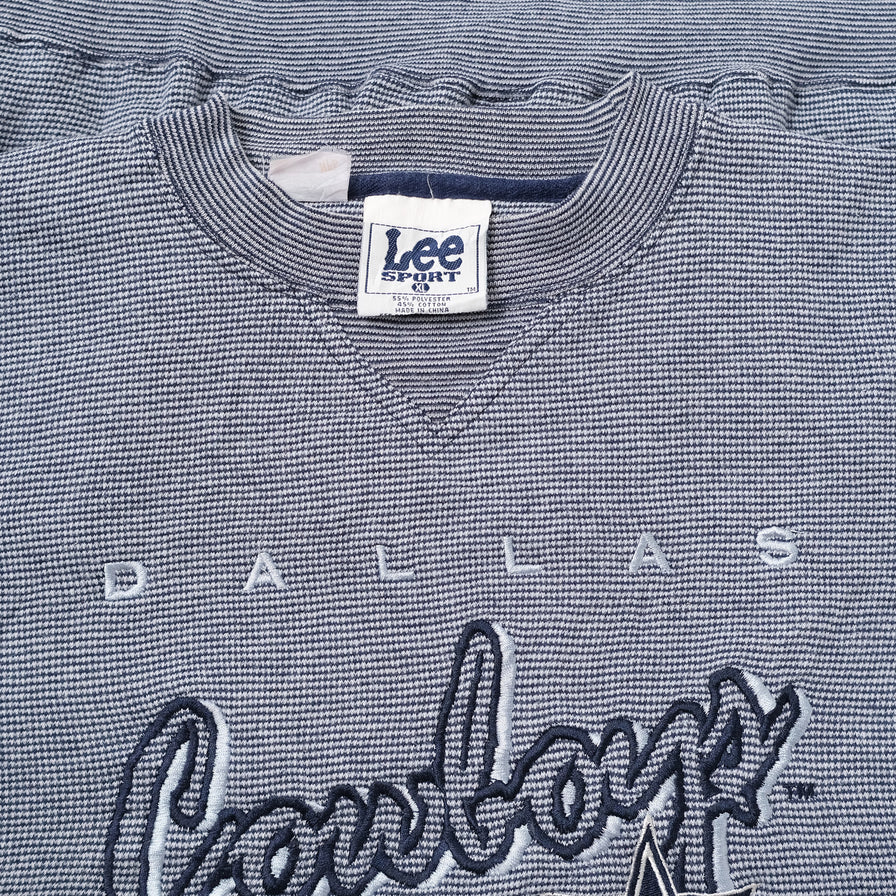 Lee
SPORT
XL
TM
55% POLYESTER
45% COTTON
MADE IN CHINA
DALLAS
Cowboys
TM